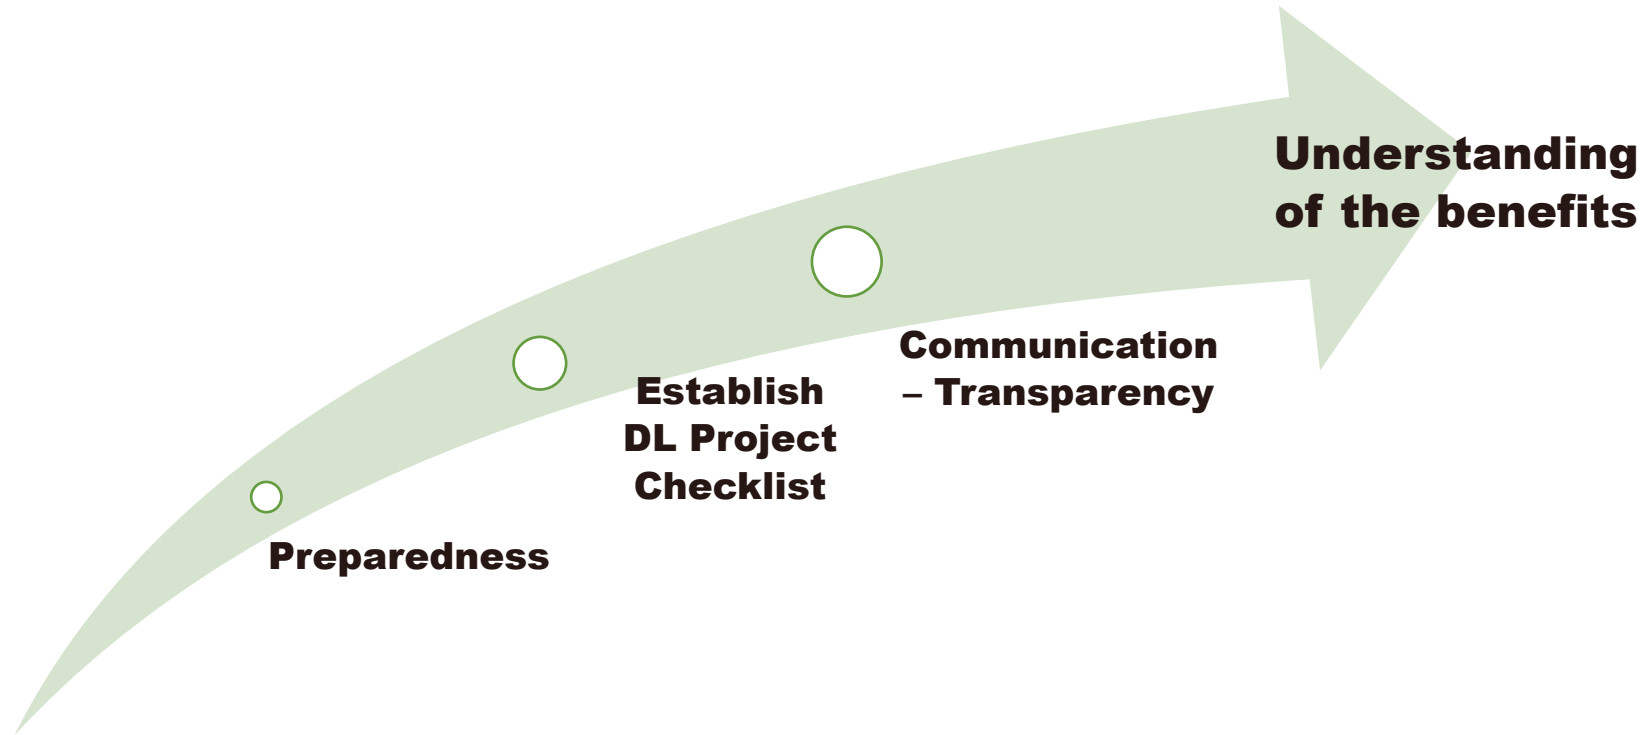 Understanding
of the benefits
Communication
– Transparency
Establish
DL Project
Checklist
Preparedness